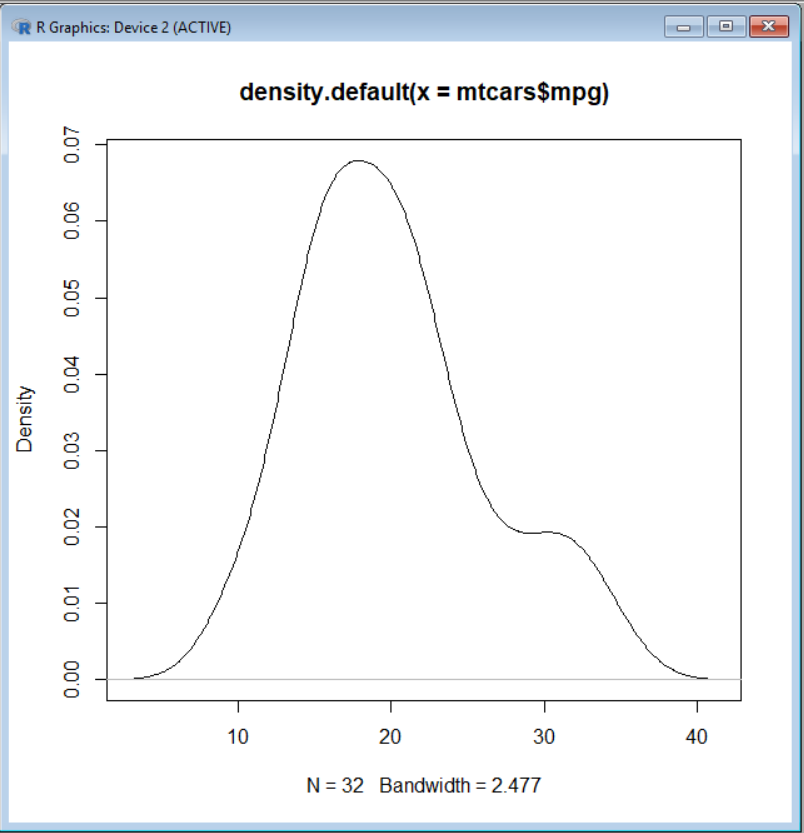 R Graphics: Device 2 (ACTIVE)
density.default(x = mtcars$mpg)
0.07
0.06
0.05
0.04
0.03
0.02
0.01
0.00
Density
10 20 30 40
N = 32 Bandwidth = 2.477